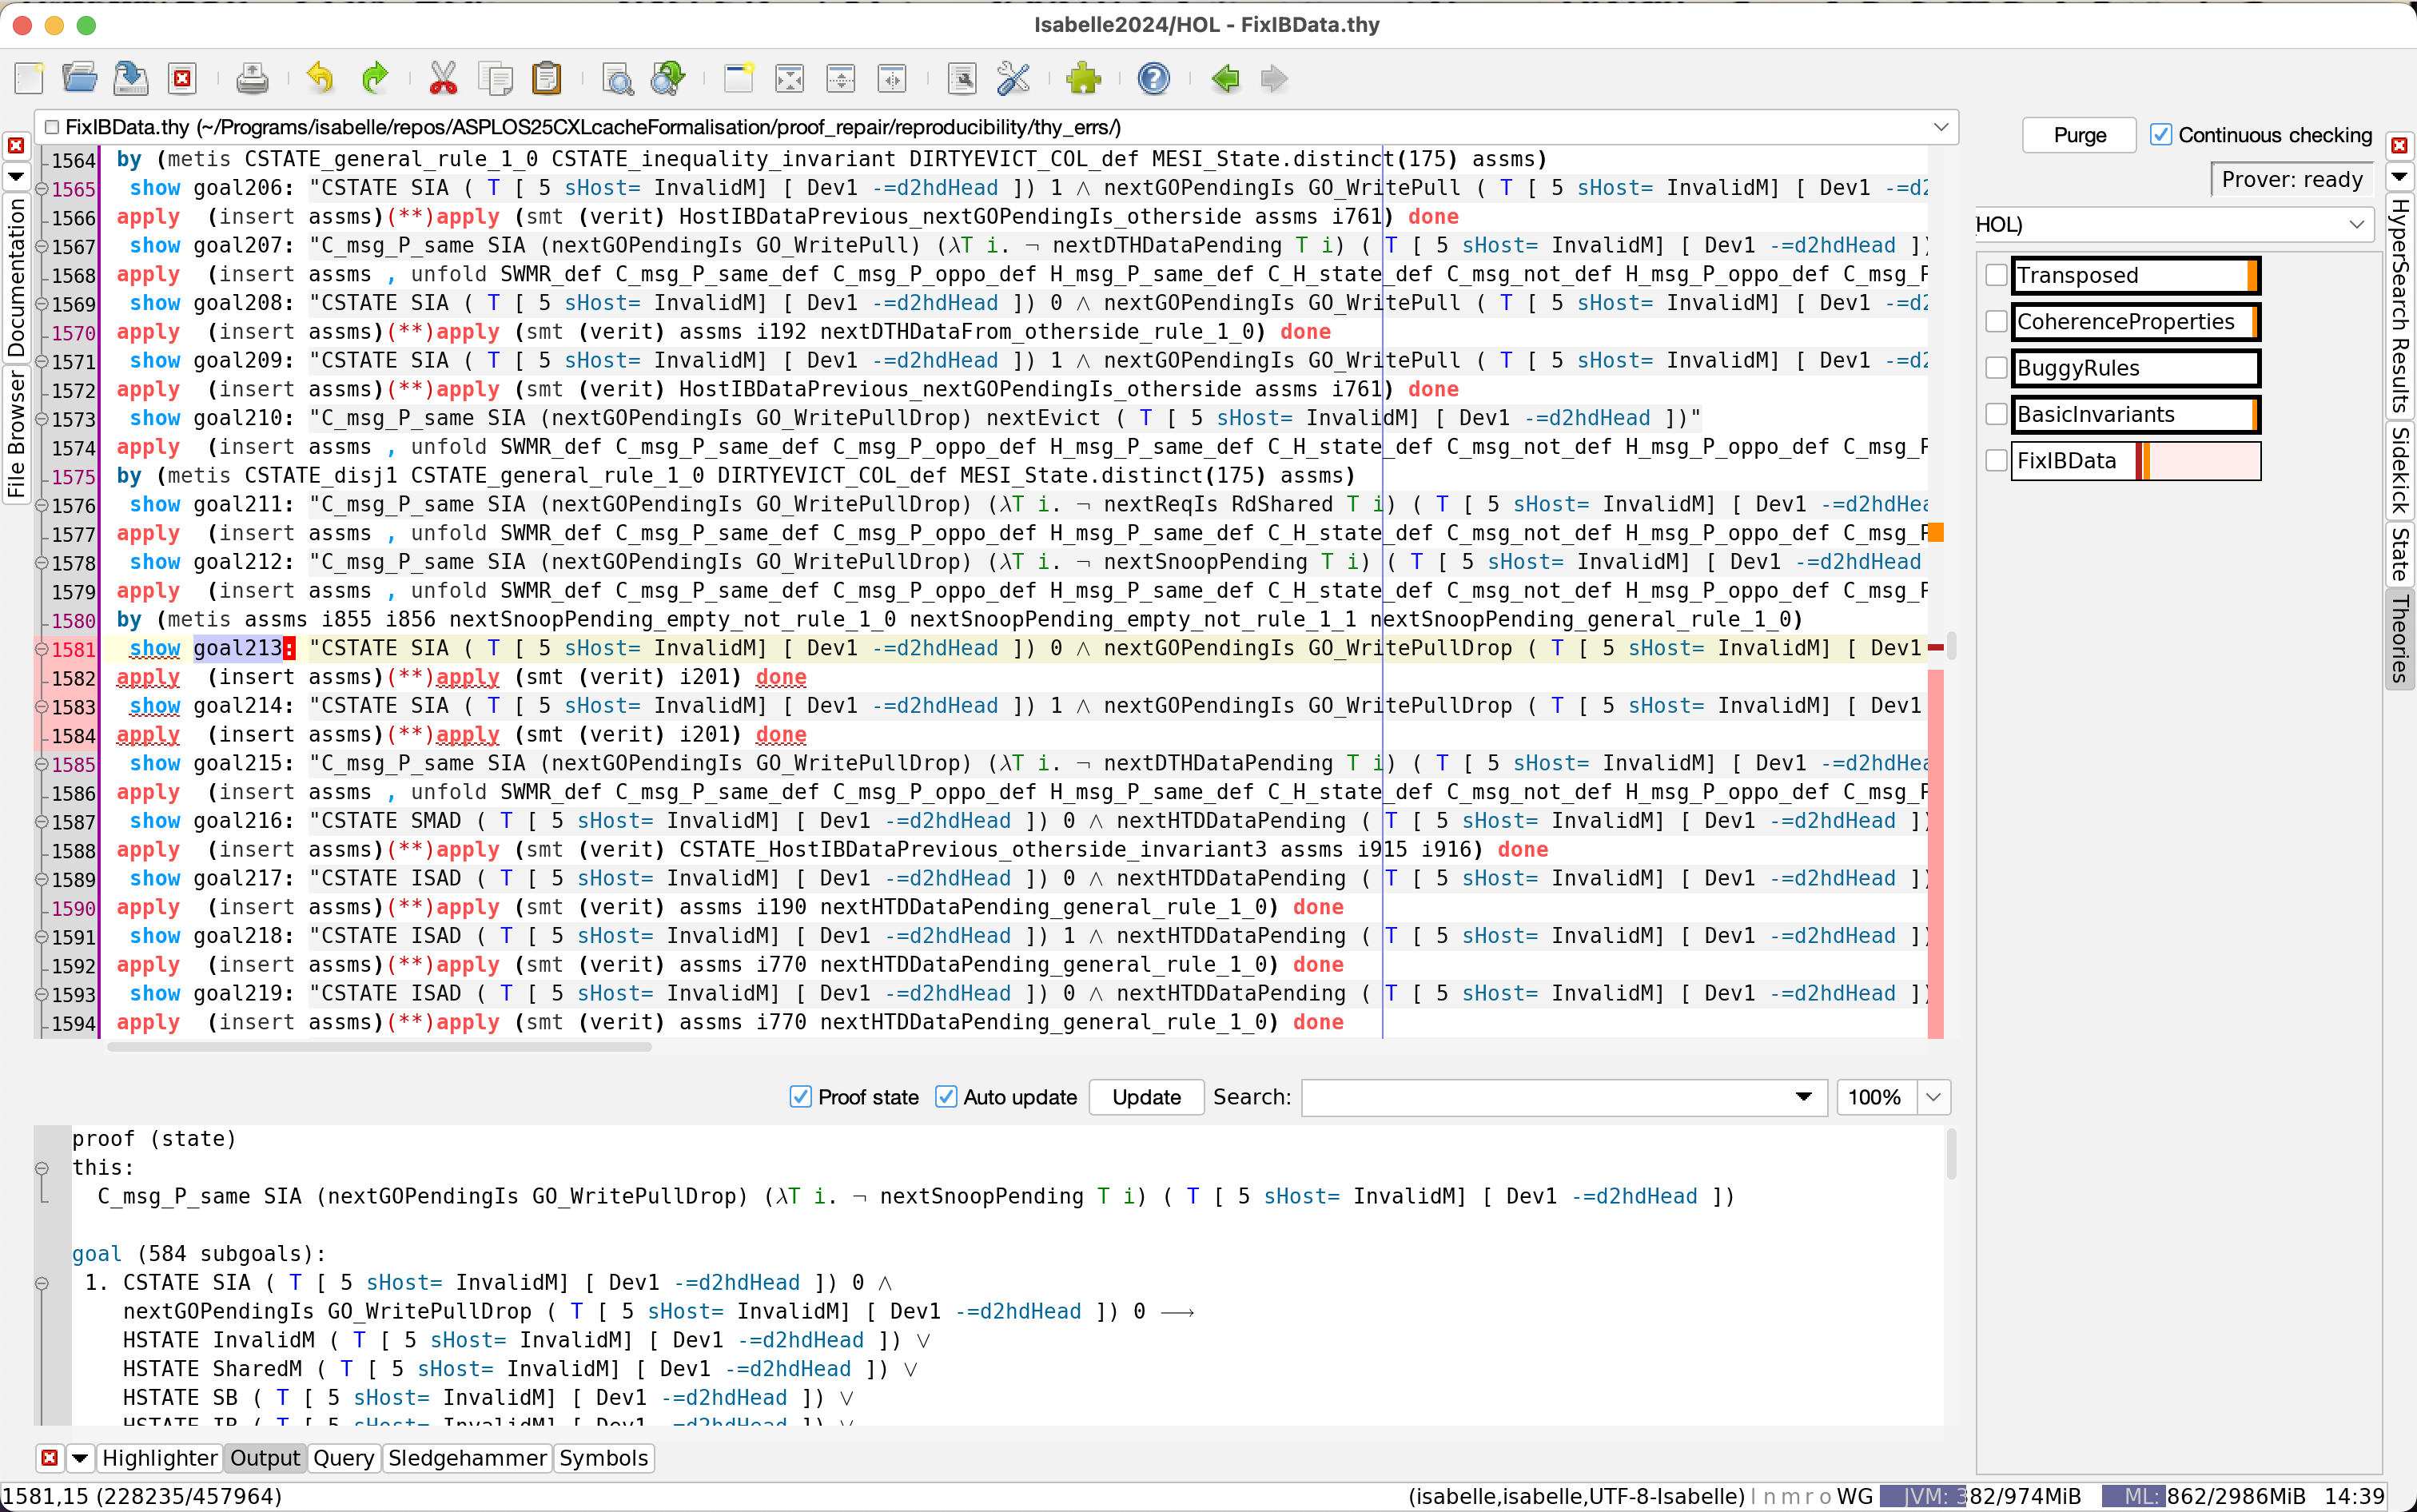 Isabelle2024/HOL - FixIBData.thy
FixIBData.thy (~/Programs/isabelle/repos/ASPLOS25CXLcacheFormalisation/proof_repair/reproducibility/thy_errs/)
1564 by (metis CSTATE_general_rule_1_0 CSTATE_inequality_invariant DIRTYEVICT_COL_def MESI_State.distinct(175) assms)
1565 show goal206: "CSTATE SIA ( T [ 5 sHost= InvalidM] [ Dev1 -=d2hdHead ]) 1 ∧ nextGOPendingIs GO_WritePull ( T [ 5 sHost= InvalidM] [ Dev1 -=d2
1566 apply (insert assms)(**)apply (smt (verit) HostIBDataPrevious_nextGOPendingIs_otherside assms i761) done
1567 show goal207: "C_msg_P_same SIA (nextGOPendingIs GO_WritePull) (λT i. ¬ nextDTHDataPending T i) ( T [ 5 sHost= InvalidM] [ Dev1 -=d2hdHead ])
1568 apply (insert assms , unfold SWMR_def C_msg_P_same_def C_msg_P_oppo_def H_msg_P_same_def C_H_state_def C_msg_not_def H_msg_P_oppo_def C_msg_P
1569 show goal208: "CSTATE SIA ( T [ 5 sHost= InvalidM] [ Dev1 -=d2hdHead ]) 0 ∧ nextGOPendingIs GO_WritePull ( T [ 5 sHost= InvalidM] [ Dev1 -=d2
1570 apply (insert assms)(**)apply (smt (verit) assms i192 nextDTHDataFrom_otherside_rule_1_0) done
1571 show goal209: "CSTATE SIA ( T [ 5 sHost= InvalidM] [ Dev1 -=d2hdHead ]) 1 ∧ nextGOPendingIs GO_WritePull ( T [ 5 sHost= InvalidM] [ Dev1 -=d2
1572 apply (insert assms)(**)apply (smt (verit) HostIBDataPrevious_nextGOPendingIs_otherside assms i761) done
1573 show goal210: "C_msg_P_same SIA (nextGOPendingIs GO_WritePullDrop) nextEvict ( T [ 5 sHost= InvalidM] [ Dev1 -=d2hdHead ])"
1574 apply (insert assms , unfold SWMR_def C_msg_P_same_def C_msg_P_oppo_def H_msg_P_same_def C_H_state_def C_msg_not_def H_msg_P_oppo_def C_msg_P
1575 by (metis CSTATE_disj1 CSTATE_general_rule_1_0 DIRTYEVICT_COL_def MESI_State.distinct(175) assms)
1576 show goal211: "C_msg_P_same SIA (nextGOPendingIs GO_WritePullDrop) (λT i. ¬ nextReqIs RdShared T i) ( T [ 5 sHost= InvalidM] [ Dev1 -=d2hdHea
1577 apply (insert assms , unfold SWMR_def C_msg_P_same_def C_msg_P_oppo_def H_msg_P_same_def C_H_state_def C_msg_not_def H_msg_P_oppo_def C_msg_P
1578 show goal212: "C_msg_P_same SIA (nextGOPendingIs GO_WritePullDrop) (λT i. ¬ nextSnoopPending T i) ( T [ 5 sHost= InvalidM] [ Dev1 -=d2hdHead
1579 apply (insert assms , unfold SWMR_def C_msg_P_same_def C_msg_P_oppo_def H_msg_P_same_def C_H_state_def C_msg_not_def H_msg_P_oppo_def C_msg_P
1580 by (metis assms i855 i856 nextSnoopPending_empty_not_rule_1_0 nextSnoopPending_empty_not_rule_1_1 nextSnoopPending_general_rule_1_0)
1581 show goal213: "CSTATE SIA ( T [ 5 sHost= InvalidM] [ Dev1 -=d2hdHead ]) 0 ∧ nextGOPendingIs GO_WritePullDrop ( T [ 5 sHost= InvalidM] [ Dev1
1582 apply (insert assms)(**)apply (smt (verit) i201) done
1583 show goal214: "CSTATE SIA ( T [ 5 sHost= InvalidM] [ Dev1 -=d2hdHead ]) 1 ∧ nextGOPendingIs GO_WritePullDrop ( T [ 5 sHost= InvalidM] [ Dev1
1584 apply (insert assms)(**)apply (smt (verit) i201) done
1585 show goal215: "C_msg_P_same SIA (nextGOPendingIs GO_WritePullDrop) (λT i. ¬ nextDTHDataPending T i) ( T [ 5 sHost= InvalidM] [ Dev1 -=d2hdHea
1586 apply (insert assms , unfold SWMR_def C_msg_P_same_def C_msg_P_oppo_def H_msg_P_same_def C_H_state_def C_msg_not_def H_msg_P_oppo_def C_msg_P
1587 show goal216: "CSTATE SMAD ( T [ 5 sHost= InvalidM] [ Dev1 -=d2hdHead ]) 0 ∧ nextHTDDataPending ( T [ 5 sHost= InvalidM] [ Dev1 -=d2hdHead ])
1588 apply (insert assms)(**)apply (smt (verit) CSTATE_HostIBDataPrevious_otherside_invariant3 assms i915 i916) done
1589 show goal217: "CSTATE ISAD ( T [ 5 sHost= InvalidM] [ Dev1 -=d2hdHead ]) 0 ∧ nextHTDDataPending ( T [ 5 sHost= InvalidM] [ Dev1 -=d2hdHead ])
1590 apply (insert assms)(**)apply (smt (verit) assms i190 nextHTDDataPending_general_rule_1_0) done
1591 show goal218: "CSTATE ISAD ( T [ 5 sHost= InvalidM] [ Dev1 -=d2hdHead ]) 1 ∧ nextHTDDataPending ( T [ 5 sHost= InvalidM] [ Dev1 -=d2hdHead ])
1592 apply (insert assms)(**)apply (smt (verit) assms i770 nextHTDDataPending_general_rule_1_0) done
1593 show goal219: "CSTATE ISAD ( T [ 5 sHost= InvalidM] [ Dev1 -=d2hdHead ]) 0 ∧ nextHTDDataPending ( T [ 5 sHost= InvalidM] [ Dev1 -=d2hdHead ])
1594 apply (insert assms)(**)apply (smt (verit) assms i770 nextHTDDataPending_general_rule_1_0) done
Documentation
File Browser
Purge Continuous checking
Prover: ready
HOL)
Transposed
CoherenceProperties
BuggyRules
BasicInvariants
FixIBData
HyperSearch Results
Sidekick
State
Theories
Proof state Auto update Update Search: 100%
proof (state)
this:
C_msg_P_same SIA (nextGOPendingIs GO_WritePullDrop) (λT i. ¬ nextSnoopPending T i) ( T [ 5 sHost= InvalidM] [ Dev1 -=d2hdHead ])
goal (584 subgoals):
1. CSTATE SIA ( T [ 5 sHost= InvalidM] [ Dev1 -=d2hdHead ]) 0 ∧
nextGOPendingIs GO_WritePullDrop ( T [ 5 sHost= InvalidM] [ Dev1 -=d2hdHead ]) 0 ⟶
HSTATE InvalidM ( T [ 5 sHost= InvalidM] [ Dev1 -=d2hdHead ]) ∨
HSTATE SharedM ( T [ 5 sHost= InvalidM] [ Dev1 -=d2hdHead ]) ∨
HSTATE SB ( T [ 5 sHost= InvalidM] [ Dev1 -=d2hdHead ]) ∨
HSTATE IB ( T [ 5 sHost= InvalidM] [ Dev1 -=d2hdHead ]) ∨
Highlighter Output Query Sledgehammer Symbols
1581,15 (228235/457964)
(isabelle,isabelle,UTF-8-Isabelle) l n m r o WG JVM: 382/974MiB ML: 862/2986MiB 14:39